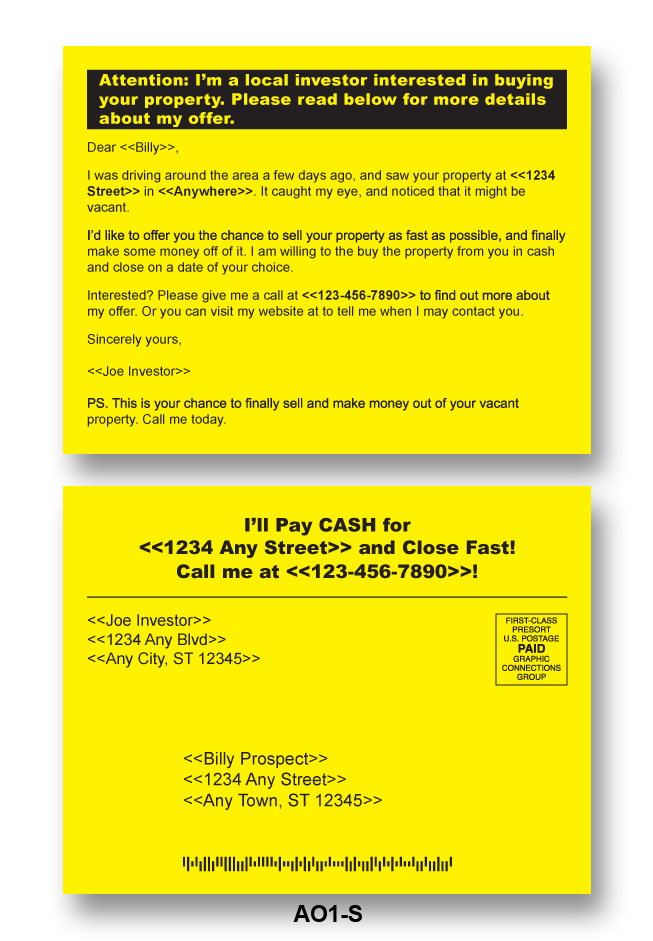 Attention: I'm a local investor interested in buying
your property. Please read below for more details
about my offer.
Dear <<Billy>>,
I was driving around the area a few days ago, and saw your property at <<1234
Street>> in <<Anywhere>>. It caught my eye, and noticed that it might be
vacant.
I'd like to offer you the chance to sell your property as fast as possible, and finally
make some money off of it. I am willing to the buy the property from you in cash
and close on a date of your choice.
Interested? Please give me a call at <<123-456-7890>> to find out more about
my offer. Or you can visit my website at to tell me when I may contact you.
Sincerely yours,
<<Joe Investor>>
PS. This is your chance to finally sell and make money out of your vacant
property. Call me today.
I'll Pay CASH for
<<1234 Any Street>> and Close Fast!
Call me at <<123-456-7890>>!
<<Joe Investor>>
<<1234 Any Blvd>>
<<Any City, ST 12345>>
FIRST-CLASS
PRESORT
U.S. POSTAGE
PAID
GRAPHIC
CONNECTIONS
GROUP
<<Billy Prospect>>
<<1234 Any Street>>
<<Any Town, ST 12345>>
AO1-S